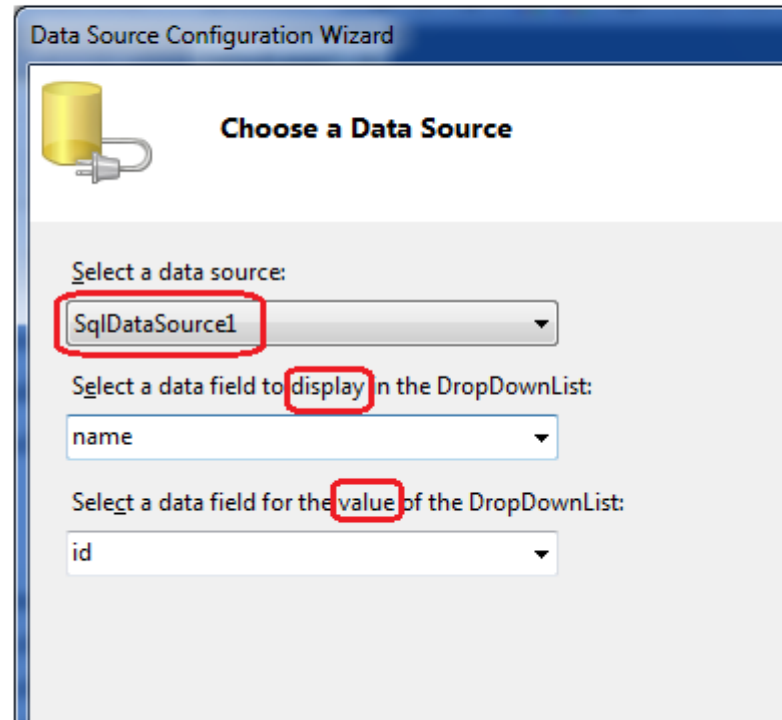 Data Source Configuration Wizard
Choose a Data Source
Select a data source:
SqlDataSource1
Select a data field to display in the DropDownList:
name
Select a data field for the value of the DropDownList:
id